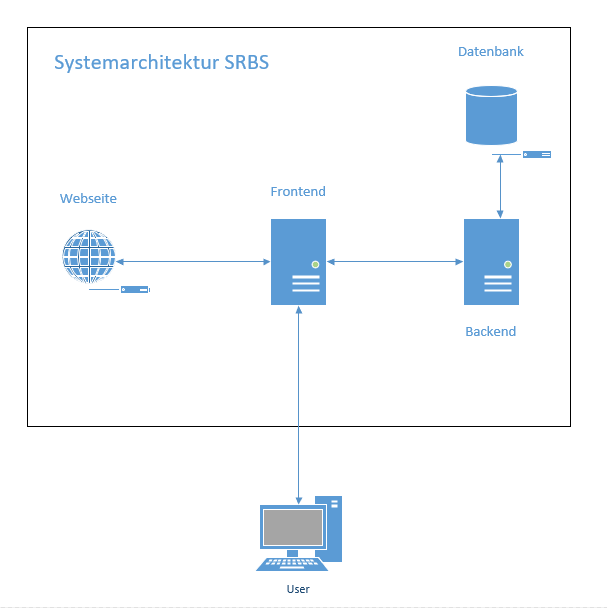 Datenbank
Systemarchitektur SRBS
Webseite
Frontend
Backend
User